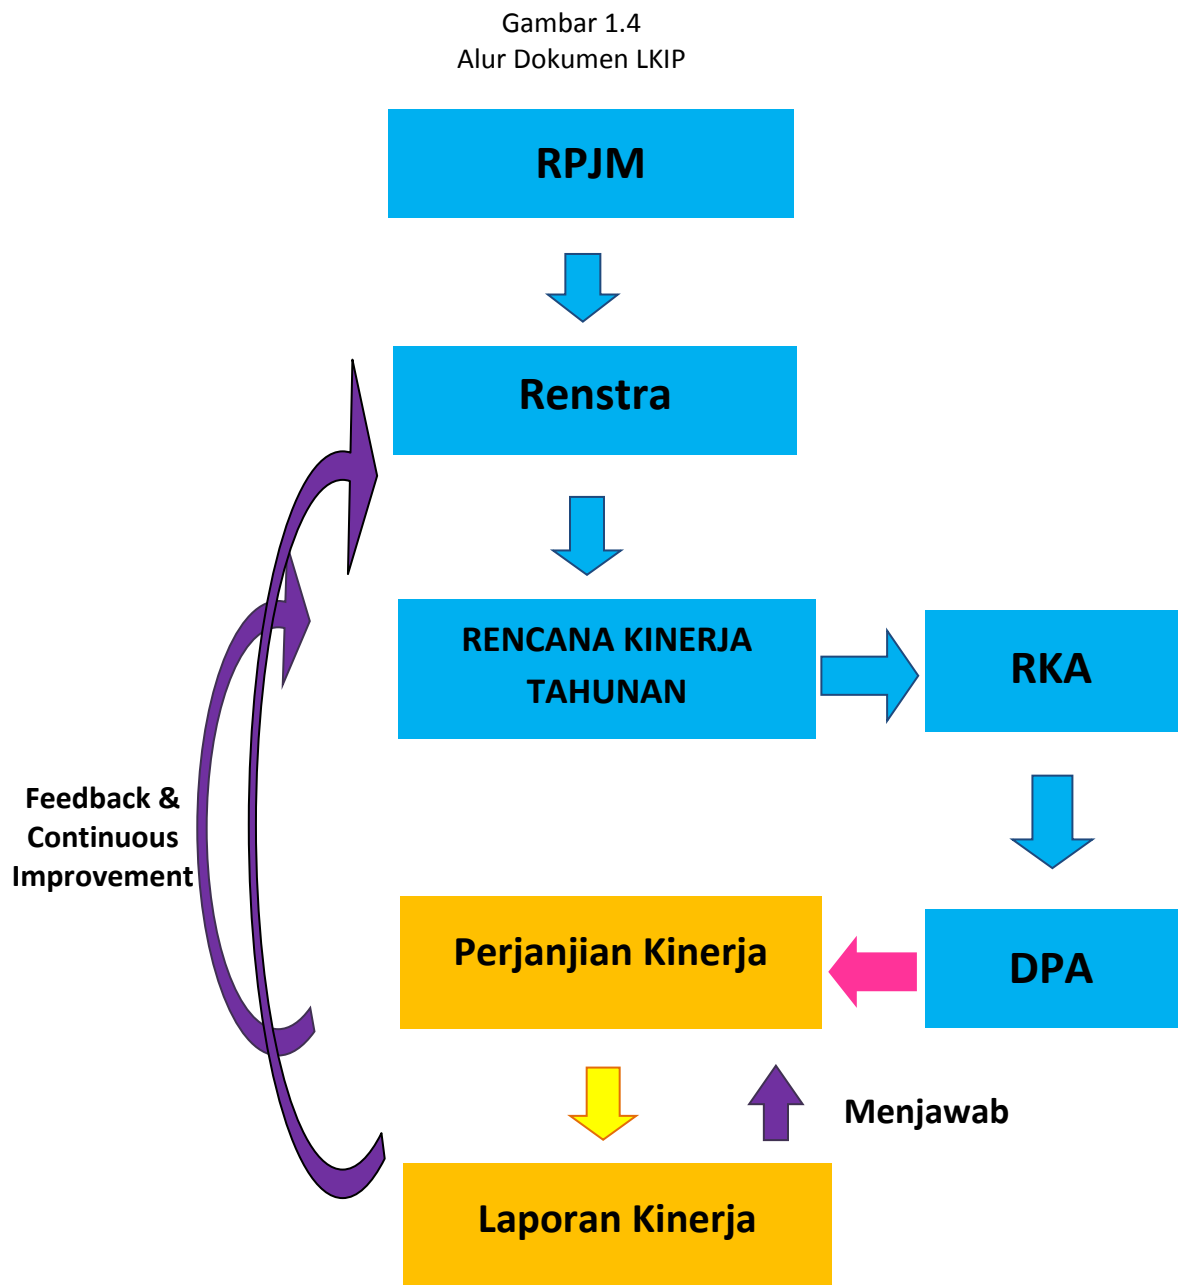 Gambar 1.4
Alur Dokumen LKIP
RPJM
Renstra
RENCANA KINERJA
TAHUNAN
RKA
Feedback &
Continuous
Improvement
Perjanjian Kinerja
DPA
Menjawab
Laporan Kinerja